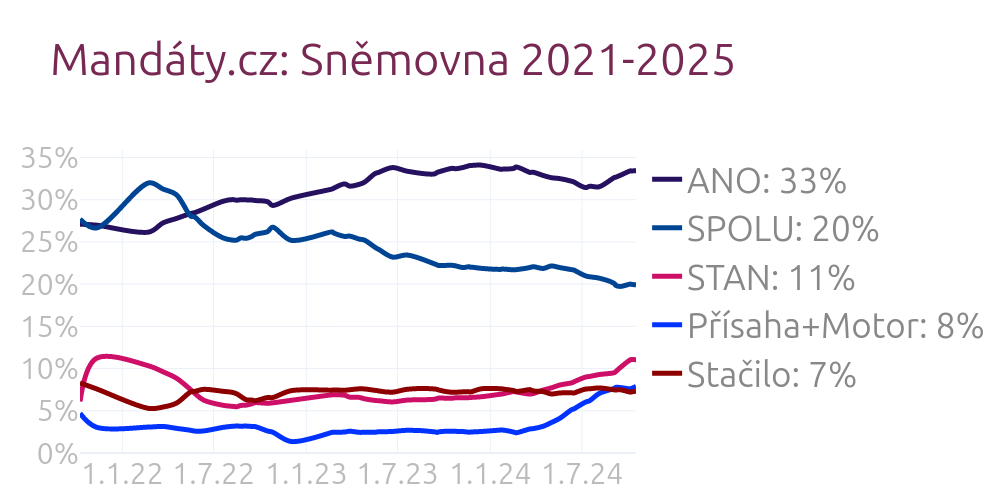 Mandáty.cz: Sněmovna 2021-2025
35%
30%
25%
20%
15%
10%
5%
0%
1.1.22 1.7.22 1.1.23 1.7.23 1.1.24 1.7.24
ANO: 33%
SPOLU: 20%
STAN: 11%
Přísaha+Motor: 8%
Stačilo: 7%